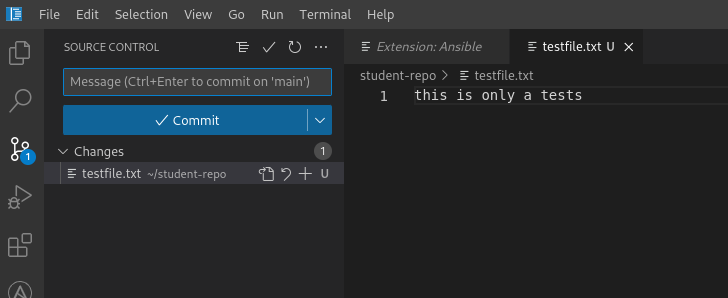 File Edit Selection View Go Run Terminal Help
SOURCE CONTROL
Extension: Ansible
testfile.txt U
Message (Ctrl+Enter to commit on 'main')
student-repo > testfile.txt
1 this is only a tests
Commit
Changes 1
1
testfile.txt ~/student-repo U